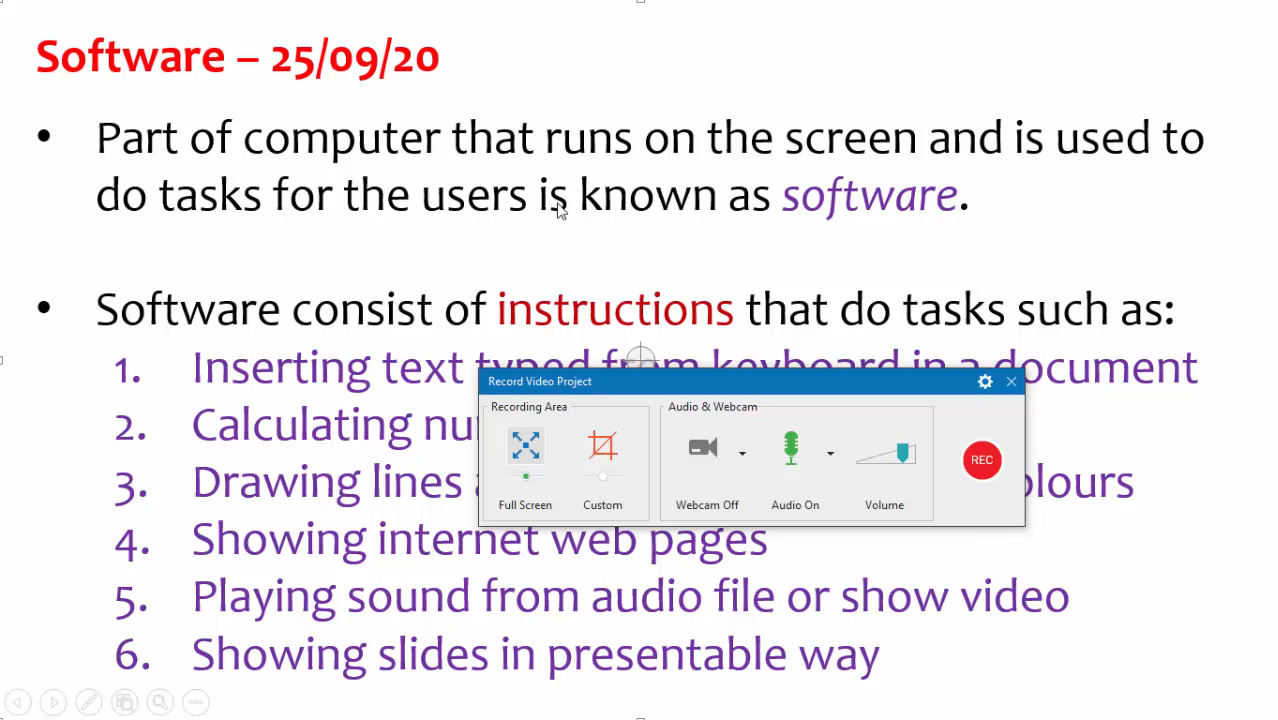 Software – 25/09/20
• Part of computer that runs on the screen and is used to
do tasks for the users is known as software.
• Software consist of instructions that do tasks such as:
1. Inserting text typed from keyboard in a document
2. Calculating
3. Drawing lines
4. Showing internet web pages
5. Playing sound from audio file or show video
6. Showing slides in presentable way
Record Video Project
Recording Area
Audio & Webcam
REC
Full Screen
Custom
Webcam Off
Audio On
Volume